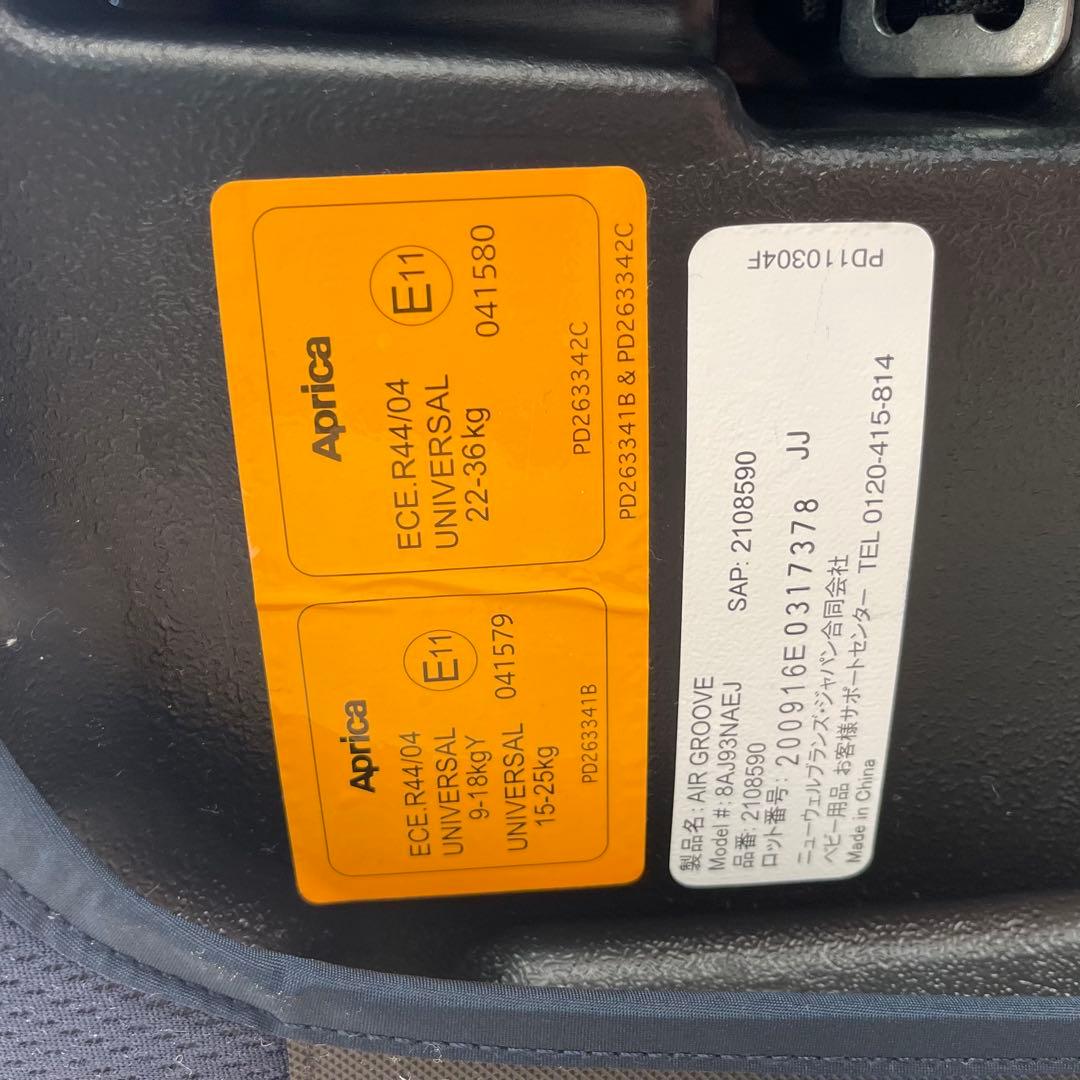 Aprica
ECE.R44/04
UNIVERSAL
9-18kgY
UNIVERSAL
15-25kg
E11
041579
PD263341B
Aprica
ECE.R44/04
UNIVERSAL
22-36kg
E11
041580
PD263342C
PD263341B & PD263342C
製品名: AIR GROOVE
Model #: 8AJ93NAEJ SAP: 2108590
品番: 2108590
ロット番号: 200916E0317378 JJ
ニューウェルブランズ・ジャパン合同会社
ベビー用品 お客様サポートセンター TEL 0120-415-814
Made in China
PD110304F